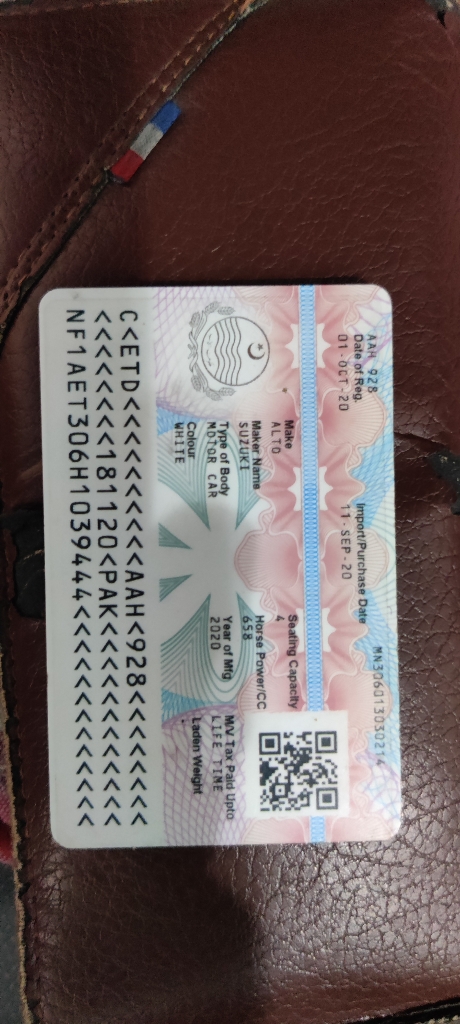 AAH 928
MN306013030214
Date of Reg.
Import/Purchase Date
01-OCT-20
11-SEP-20
Make
Seating Capacity
ALTO
4
Maker Name
Horse Power/CC
SUZUKI
658
Type of Body
Year of Mfg
M/V Tax Paid Upto
MOTOR CAR
2020
LIFE TIME
Colour
Laden Weight
WHITE
C<ETD<<<<<<<<<<AAH<928<<<<<<<<
<<<<<<<181120<PAK<<<<<<<<<<<<<
NF1AET306H1039444<<<<<<<<<<<<<